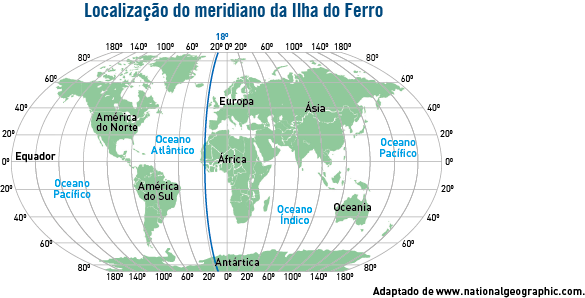 Localização do meridiano da Ilha do Ferro
18º
180º 140º 100º 60º 20º 0º 20º 60º 100º 140º 180º
80º 80º
60º 60º
40º 40º
20º 20º
0º 0º
20º 20º
40º 40º
60º 60º
80º 80º
Europa
Ásia
América
do Norte
Oceano
Atlântico
Oceano
Pacífico
Equador
África
Oceano
Pacífico
América
do Sul
Oceano
Índico
Oceania
Antártica
180º 140º 100º 60º 20º 0º 20º 60º 100º 140º 180º
Adaptado de www.nationalgeographic.com.